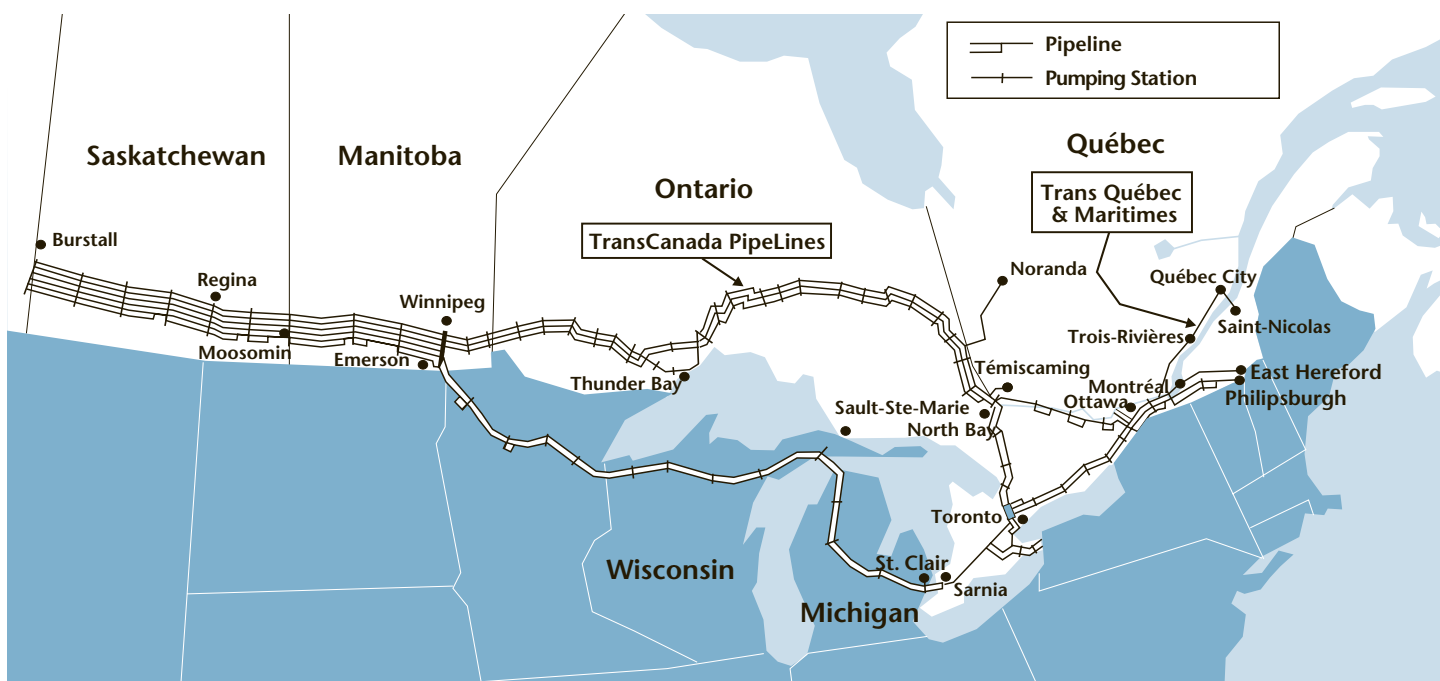 Pipeline
Pumping Station
Saskatchewan
Manitoba
Ontario
Québec
TransCanada PipeLines
Trans Québec
& Maritimes
Burstall
Regina
Winnipeg
Moosomin
Emerson
Thunder Bay
Noranda
Québec City
Saint-Nicolas
Trois-Rivières
Témiscaming
Montréal
East Hereford
Ottawa
Philipsburgh
Sault-Ste-Marie
North Bay
Toronto
St. Clair
Sarnia
Wisconsin
Michigan